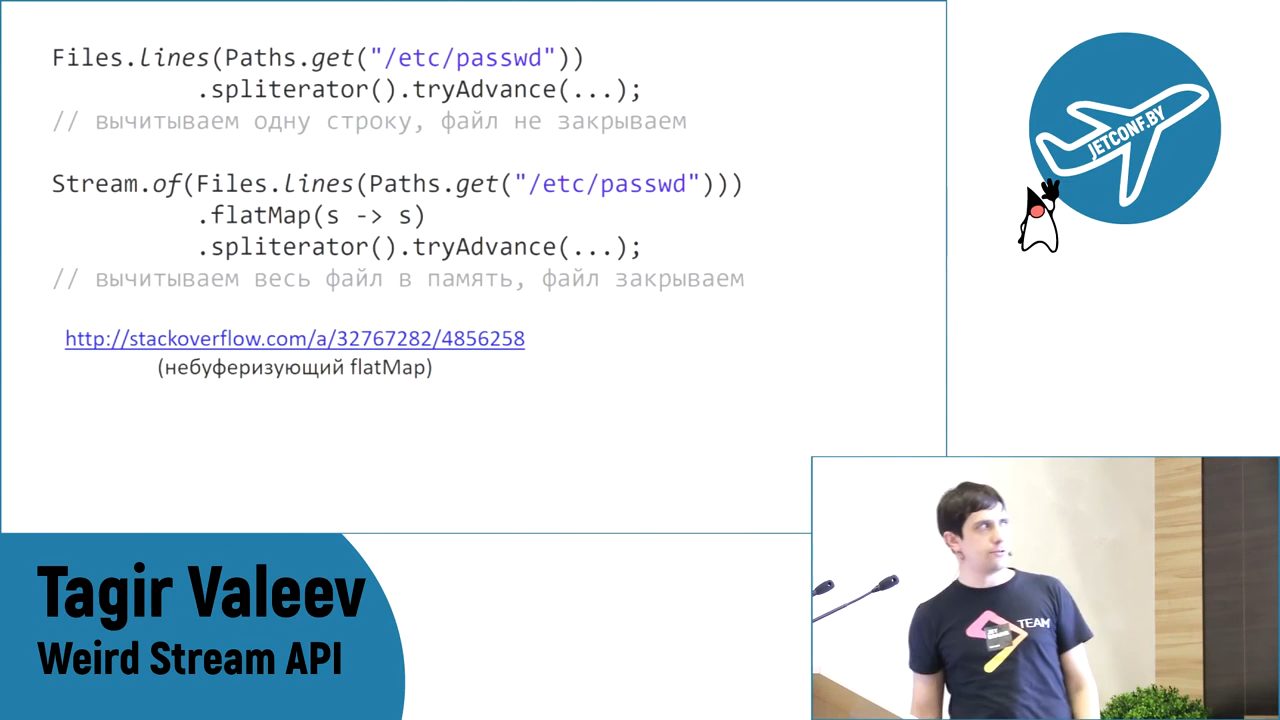 Files.lines(Paths.get("/etc/passwd"))
.spliterator().tryAdvance(...);
// вычитываем одну строку, файл не закрываем
Stream.of(Files.lines(Paths.get("/etc/passwd")))
.flatMap(s -> s)
.spliterator().tryAdvance(...);
// вычитываем весь файл в память, файл закрываем
http://stackoverflow.com/a/32767282/4856258
(небуферизующий flatMap)
JETCONF.BY
Tagir Valeev
Weird Stream API
TEAM